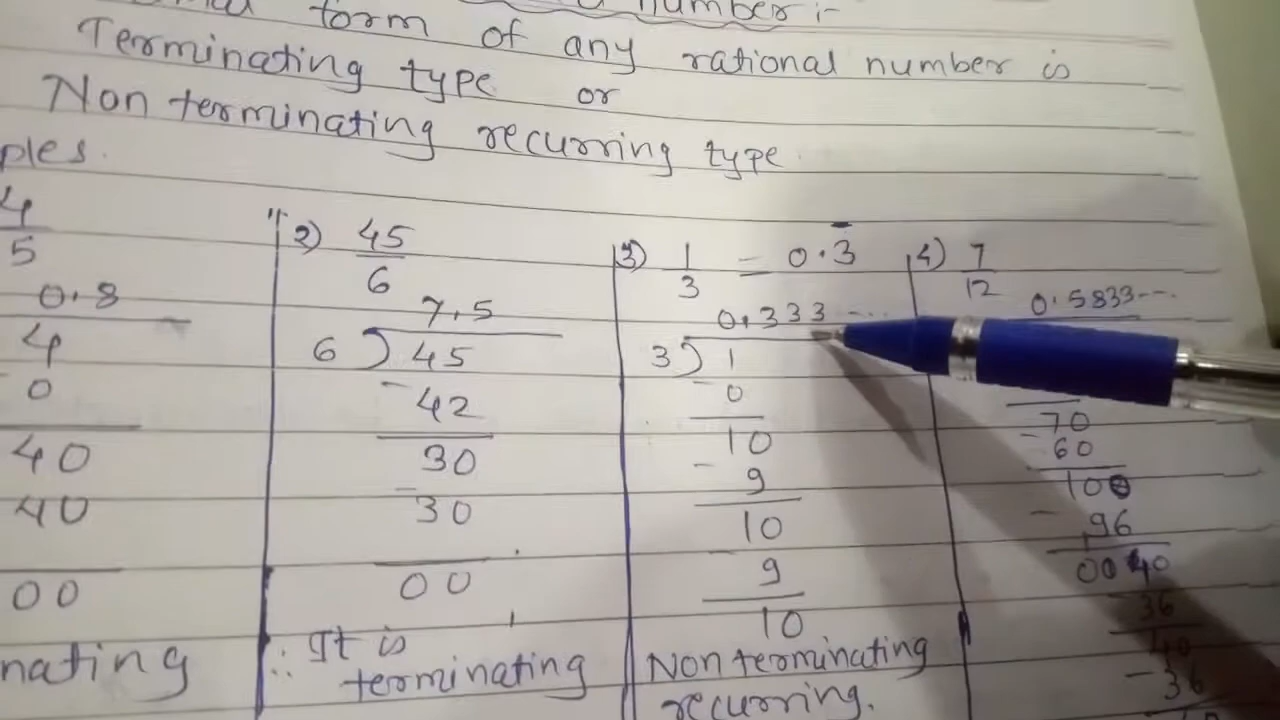 form of any rational number is
Terminating type or
Non terminating recurring type.
ples.
4
5
0.8
4
0
40
40
00
nating
2) 45
6
7.5
6 ) 45
- 42
30
- 30
00
∴ It is
terminating
3) 1 = 0.3̅
3
0.333 ...
3 ) 1
- 0
10
- 9
10
9
10
Non terminating
recurring.
4) 7
12
0.5833---
70
- 60
100
- 96
0040
36
40
- 36